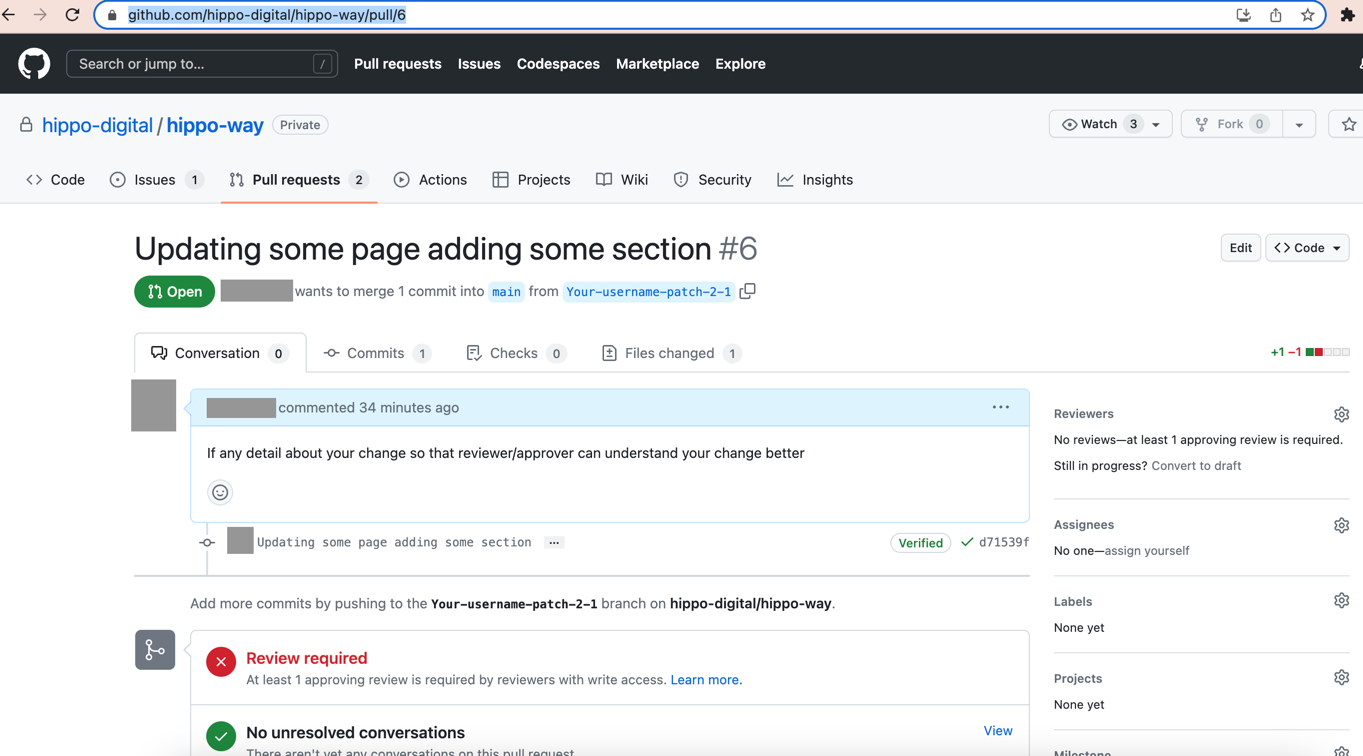 github.com/hippo-digital/hippo-way/pull/6
Search or jump to... / Pull requests Issues Codespaces Marketplace Explore
hippo-digital / hippo-way Private Watch 3 Fork 0
Code Issues 1 Pull requests 2 Actions Projects Wiki Security Insights
Updating some page adding some section #6 Edit Code
Open wants to merge 1 commit into main from Your-username-patch-2-1
Conversation 0 Commits 1 Checks 0 Files changed 1 +1 −1
commented 34 minutes ago ...
If any detail about your change so that reviewer/approver can understand your change better
Updating some page adding some section ... Verified d71539f
Add more commits by pushing to the Your-username-patch-2-1 branch on hippo-digital/hippo-way.
Review required
At least 1 approving review is required by reviewers with write access. Learn more.
No unresolved conversations View
There aren't yet any conversations on this pull request
Reviewers
No reviews—at least 1 approving review is required.
Still in progress? Convert to draft
Assignees
No one—assign yourself
Labels
None yet
Projects
None yet
Milestone